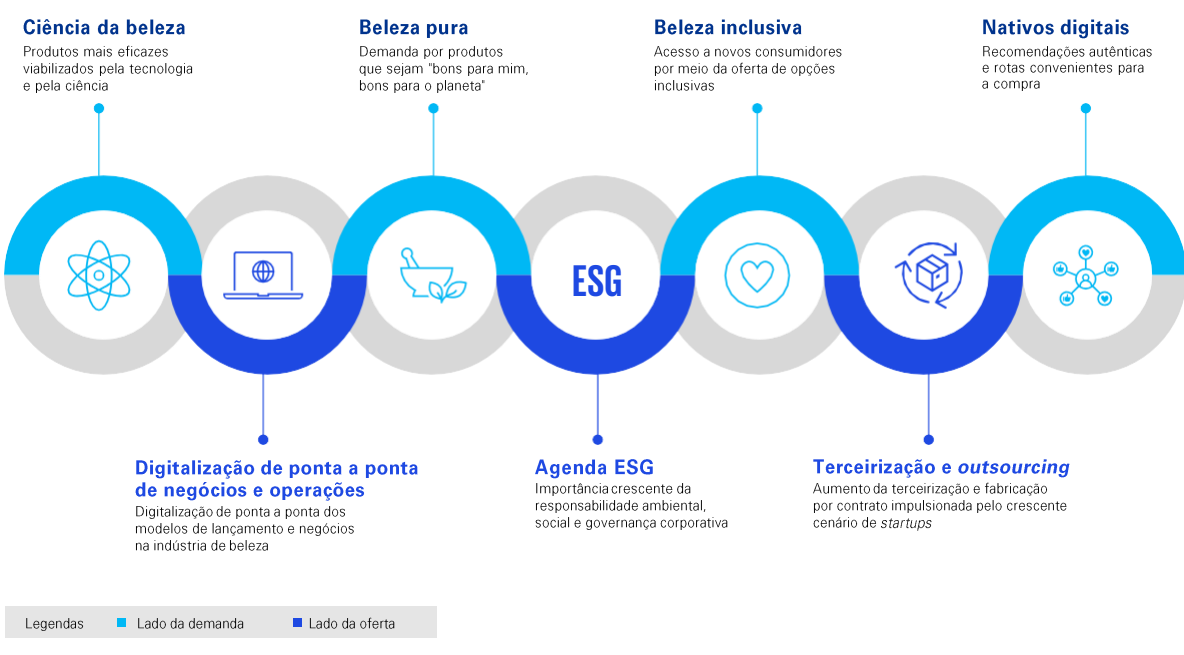 Ciência da beleza
Produtos mais eficazes
viabilizados pela tecnologia
e pela ciência
Beleza pura
Demanda por produtos
que sejam "bons para mim,
bons para o planeta"
Beleza inclusiva
Acesso a novos consumidores
por meio da oferta de opções
inclusivas
Nativos digitais
Recomendações autênticas
e rotas convenientes para
a compra
ESG
Digitalização de ponta a ponta
de negócios e operações
Digitalização de ponta a ponta dos
modelos de lançamento e negócios
na indústria de beleza
Agenda ESG
Importância crescente da
responsabilidade ambiental,
social e governança corporativa
Terceirização e outsourcing
Aumento da terceirização e fabricação
por contrato impulsionada pelo crescente
cenário de startups
Legendas
Lado da demanda
Lado da oferta